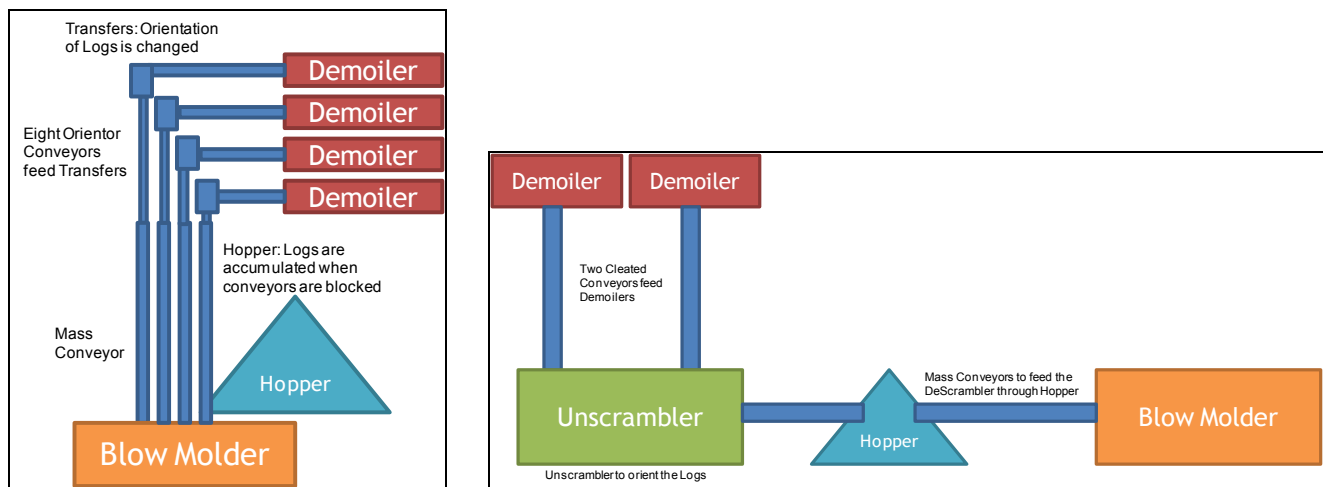 Transfers: Orientation
of Logs is changed
Demoiler
Demoiler
Eight Orientor
Conveyors
feed Transfers
Demoiler
Demoiler
Hopper: Logs are
accumulated when
conveyors are blocked
Mass
Conveyor
Hopper
Blow Molder
Demoiler
Demoiler
Two Cleated
Conveyors feed
Demoilers
Unscrambler
Mass Conveyors to feed the
DeScrambler through Hopper
Hopper
Blow Molder
Unscrambler to orient the Logs